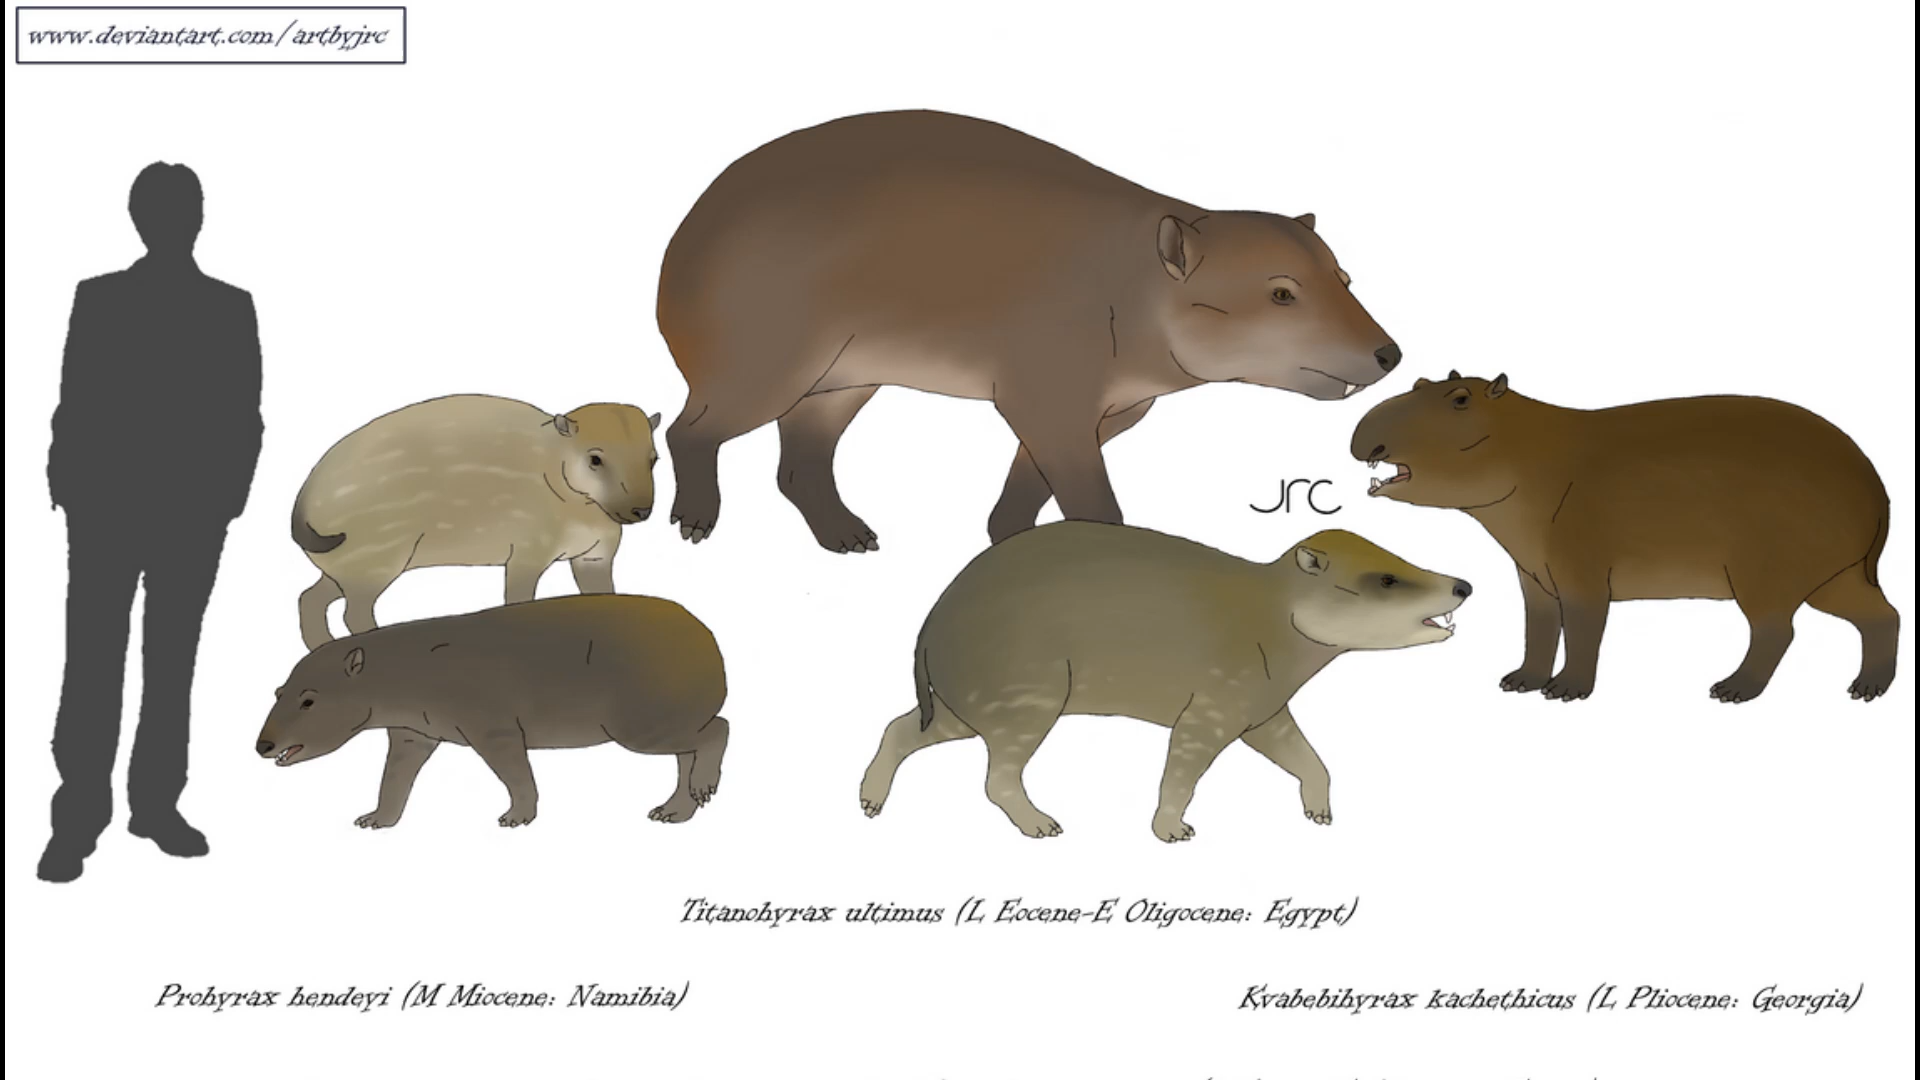 www.deviantart.com/artbyjrc
jrc
Titanohyrax ultimus (L Eocene-E Oligocene: Egypt)
Prohyrax hendeyi (M Miocene: Namibia)
Kvabebihyrax kachethicus (L Pliocene: Georgia)